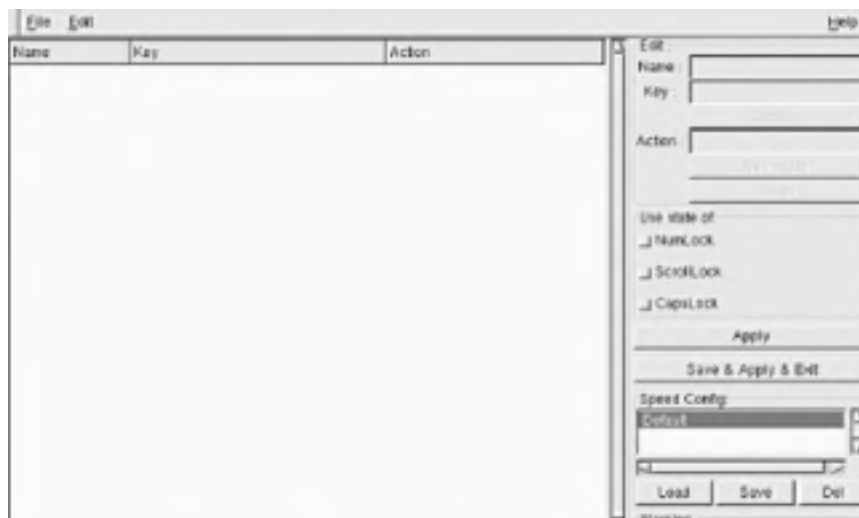 File Edit Help
Name Key Action
Edit :
Name :
Key :
Action :
Use state of:
NumLock
ScrollLock
CapsLock
Apply
Save & Apply & Exit
Speed Config:
Default
Load Save Del